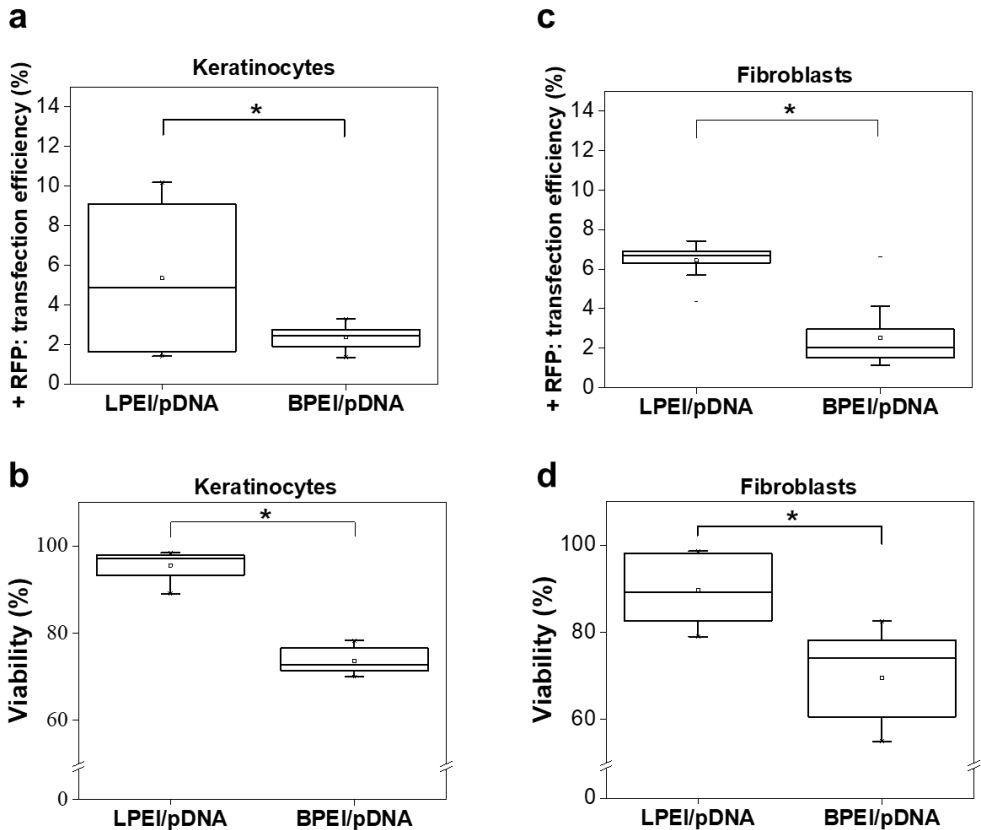 a
Keratinocytes
+ RFP: transfection efficiency (%)
14
12
10
8
6
4
2
0
*
LPEI/pDNA BPEI/pDNA
c
Fibroblasts
+ RFP: transfection efficiency (%)
14
12
10
8
6
4
2
0
*
LPEI/pDNA BPEI/pDNA
b
Keratinocytes
Viability (%)
100
80
60
0
*
LPEI/pDNA BPEI/pDNA
d
Fibroblasts
Viability (%)
100
80
60
0
*
LPEI/pDNA BPEI/pDNA